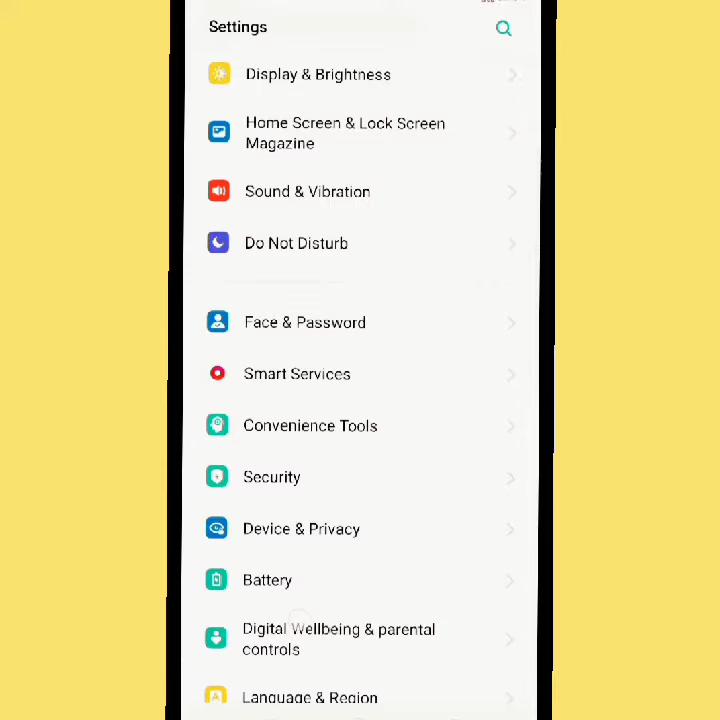 Settings
Display & Brightness
Home Screen & Lock Screen
Magazine
Sound & Vibration
Do Not Disturb
Face & Password
Smart Services
Convenience Tools
Security
Device & Privacy
Battery
Digital Wellbeing & parental
controls
Language & Region